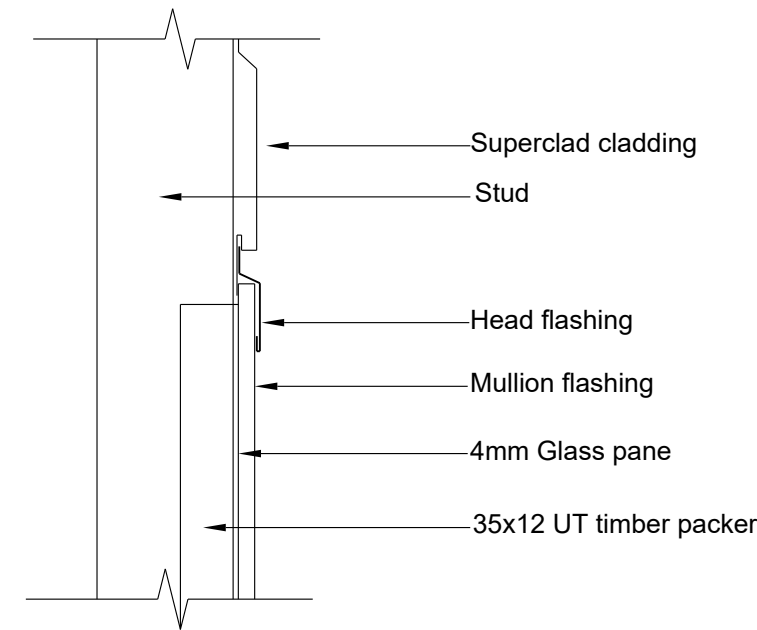 Superclad cladding
Stud
Head flashing
Mullion flashing
4mm Glass pane
35x12 UT timber packer